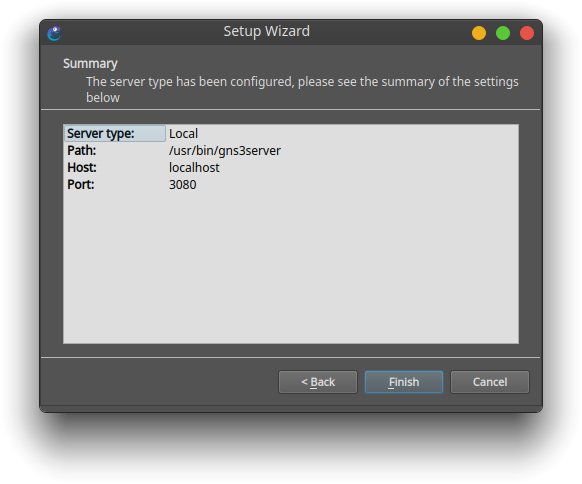 Setup Wizard
Summary
The server type has been configured, please see the summary of the settings
below
Server type: Local
Path: /usr/bin/gns3server
Host: localhost
Port: 3080
< Back Finish Cancel